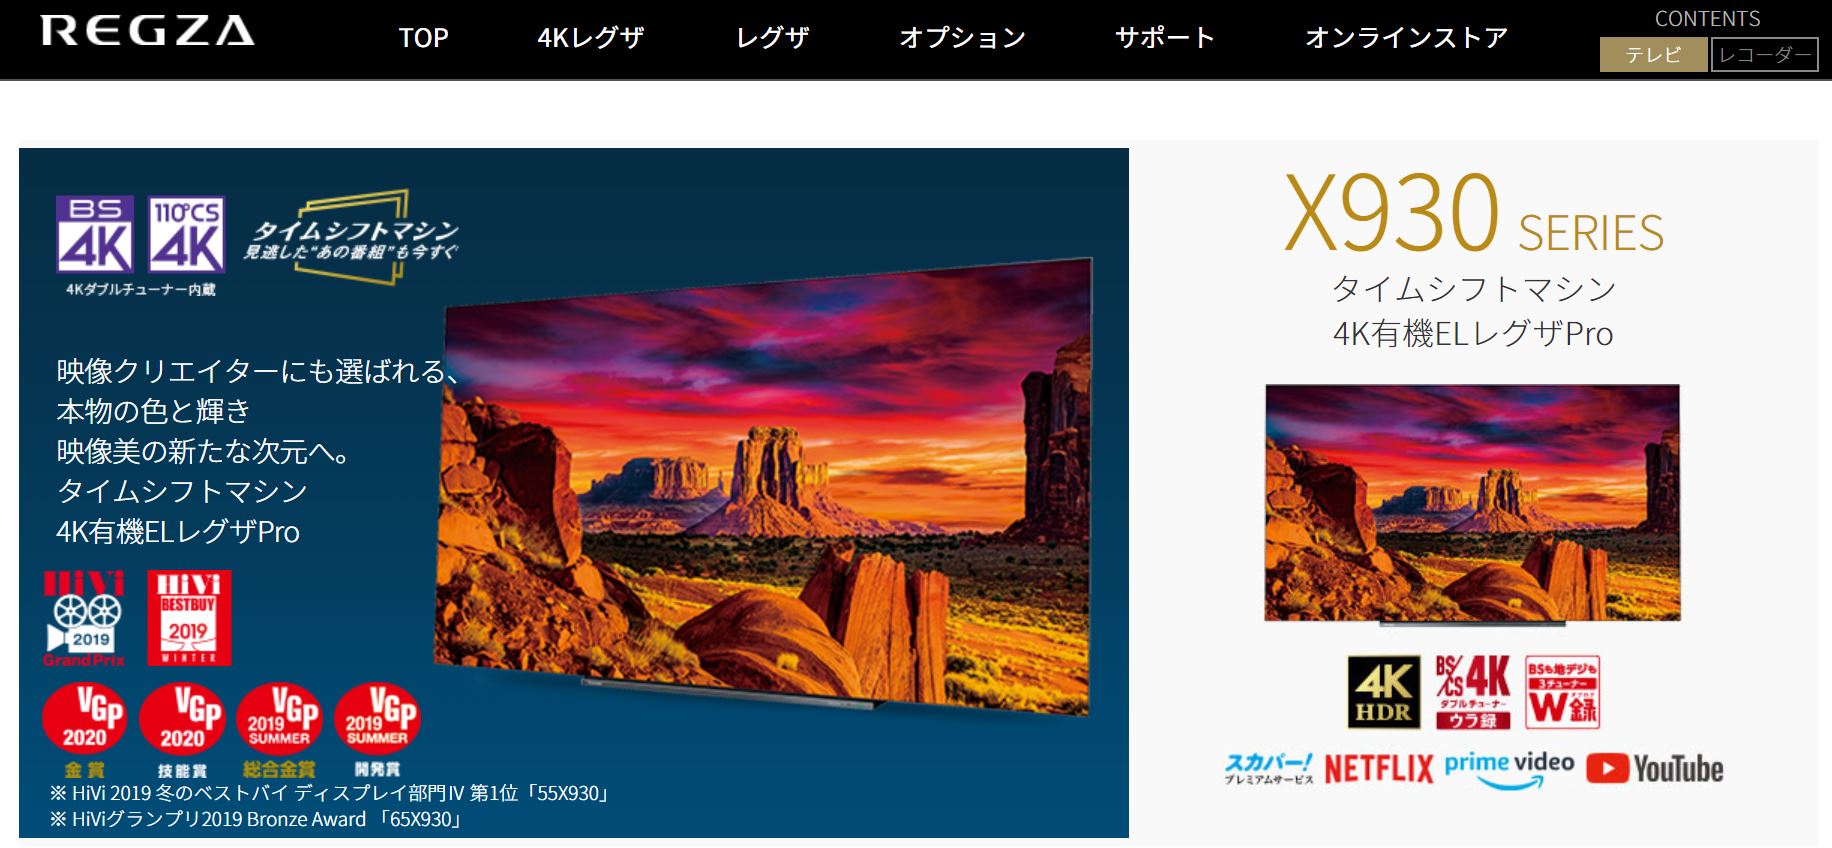 REGZA
TOP
4Kレグザ
レグザ
オプション
サポート
オンラインストア
CONTENTS
テレビ
レコーダー
BS
4K
110°CS
4K
4Kダブルチューナー内蔵
タイムシフトマシン
見逃した“あの番組”も今すぐ
映像クリエイターにも選ばれる、
本物の色と輝き
映像美の新たな次元へ。
タイムシフトマシン
4K有機ELレグザPro
HiVi
2019
Grand Prix
HiVi
BESTBUY
2019
WINTER
VGP
2020
金賞
VGP
2020
技能賞
VGP
2019
SUMMER
総合金賞
VGP
2019
SUMMER
開発賞
※ HiVi 2019 冬のベストバイ ディスプレイ部門Ⅳ 第1位「55X930」
※ HiViグランプリ2019 Bronze Award 「65X930」
X930 SERIES
タイムシフトマシン
4K有機ELレグザPro
4K
HDR
BS/CS 4K
ダブルチューナー
ウラ録
BSも地デジも
3チューナー
W録
ダブロク
スカパー!
プレミアムサービス
NETFLIX
prime video
YouTube